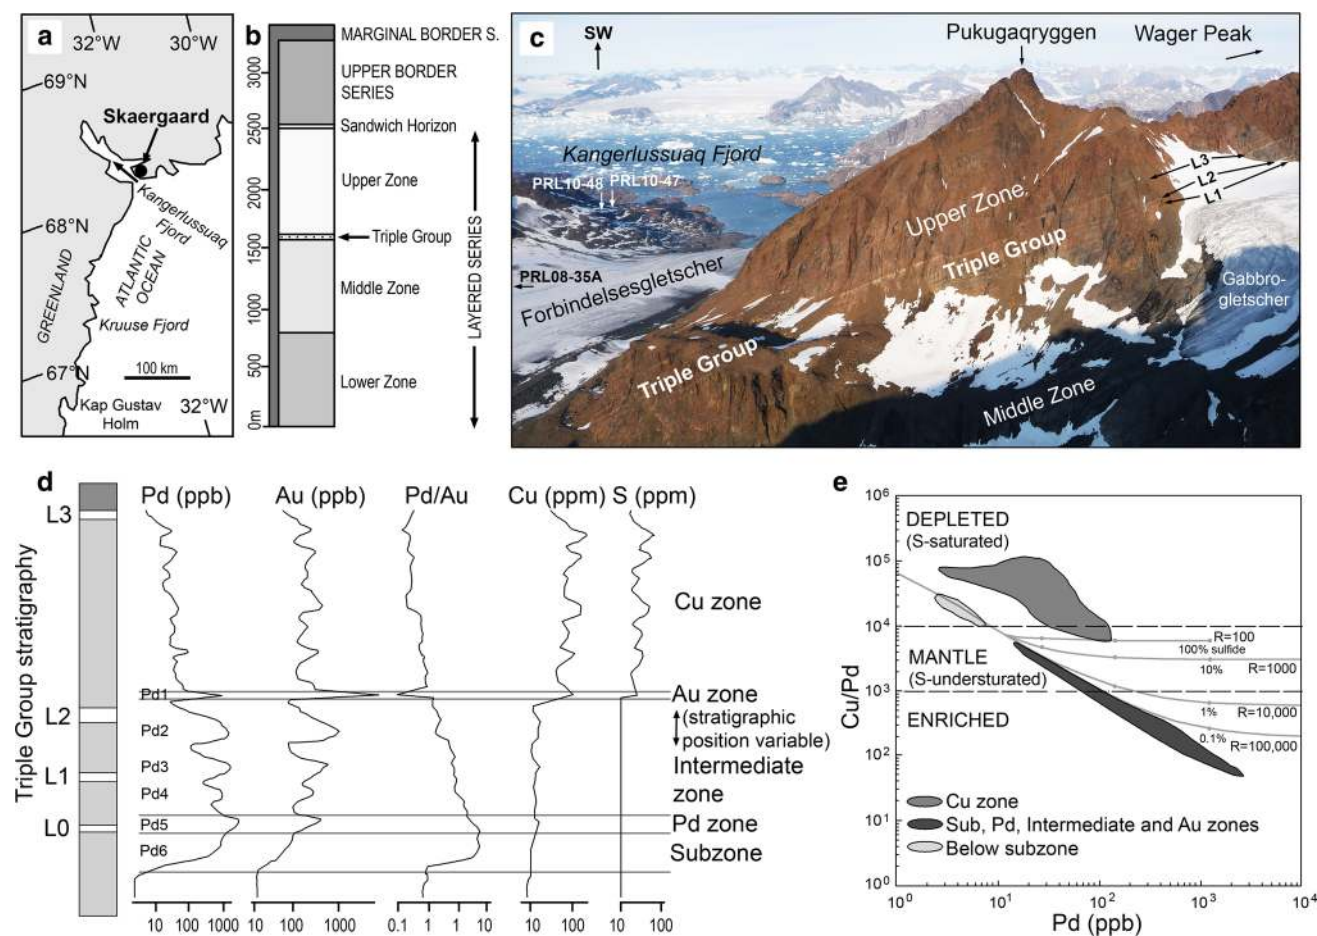 a
32°W
30°W
69°N
Skaergaard
Kangerlussuaq
Fjord
68°N
GREENLAND
ATLANTIC
OCEAN
Kruuse Fjord
100 km
67°N
Kap Gustav
Holm
32°W
b
MARGINAL BORDER S.
UPPER BORDER
SERIES
Sandwich Horizon
Upper Zone
Triple Group
Middle Zone
Lower Zone
3000
2500
2000
1500
1000
500
0m
LAYERED SERIES
c
SW
Pukugaqryggen
Wager Peak
Kangerlussuaq Fjord
PRL10-48
PRL10-47
L3
L2
L1
Upper Zone
Triple Group
PRL08-35A
Forbindelsesgletscher
Gabbro-
gletscher
Triple Group
Middle Zone
d
Pd (ppb)
Au (ppb)
Pd/Au
Cu (ppm)
S (ppm)
Triple Group stratigraphy
L3
L2
L1
L0
Pd1
Pd2
Pd3
Pd4
Pd5
Pd6
Cu zone
Au zone
(stratigraphic
position variable)
Intermediate
zone
Pd zone
Subzone
10 100 1000
10 100 1000
0.1 1 1 10
10 100
10 100
e
Cu/Pd
10⁶
10⁵
10⁴
10³
10²
10¹
10⁰
DEPLETED
(S-saturated)
MANTLE
(S-understurated)
ENRICHED
R=100
100% sulfide
10%
R=1000
1%
R=10,000
0.1%
R=100,000
Cu zone
Sub, Pd, Intermediate and Au zones
Below subzone
10⁰ 10¹ 10² 10³ 10⁴
Pd (ppb)